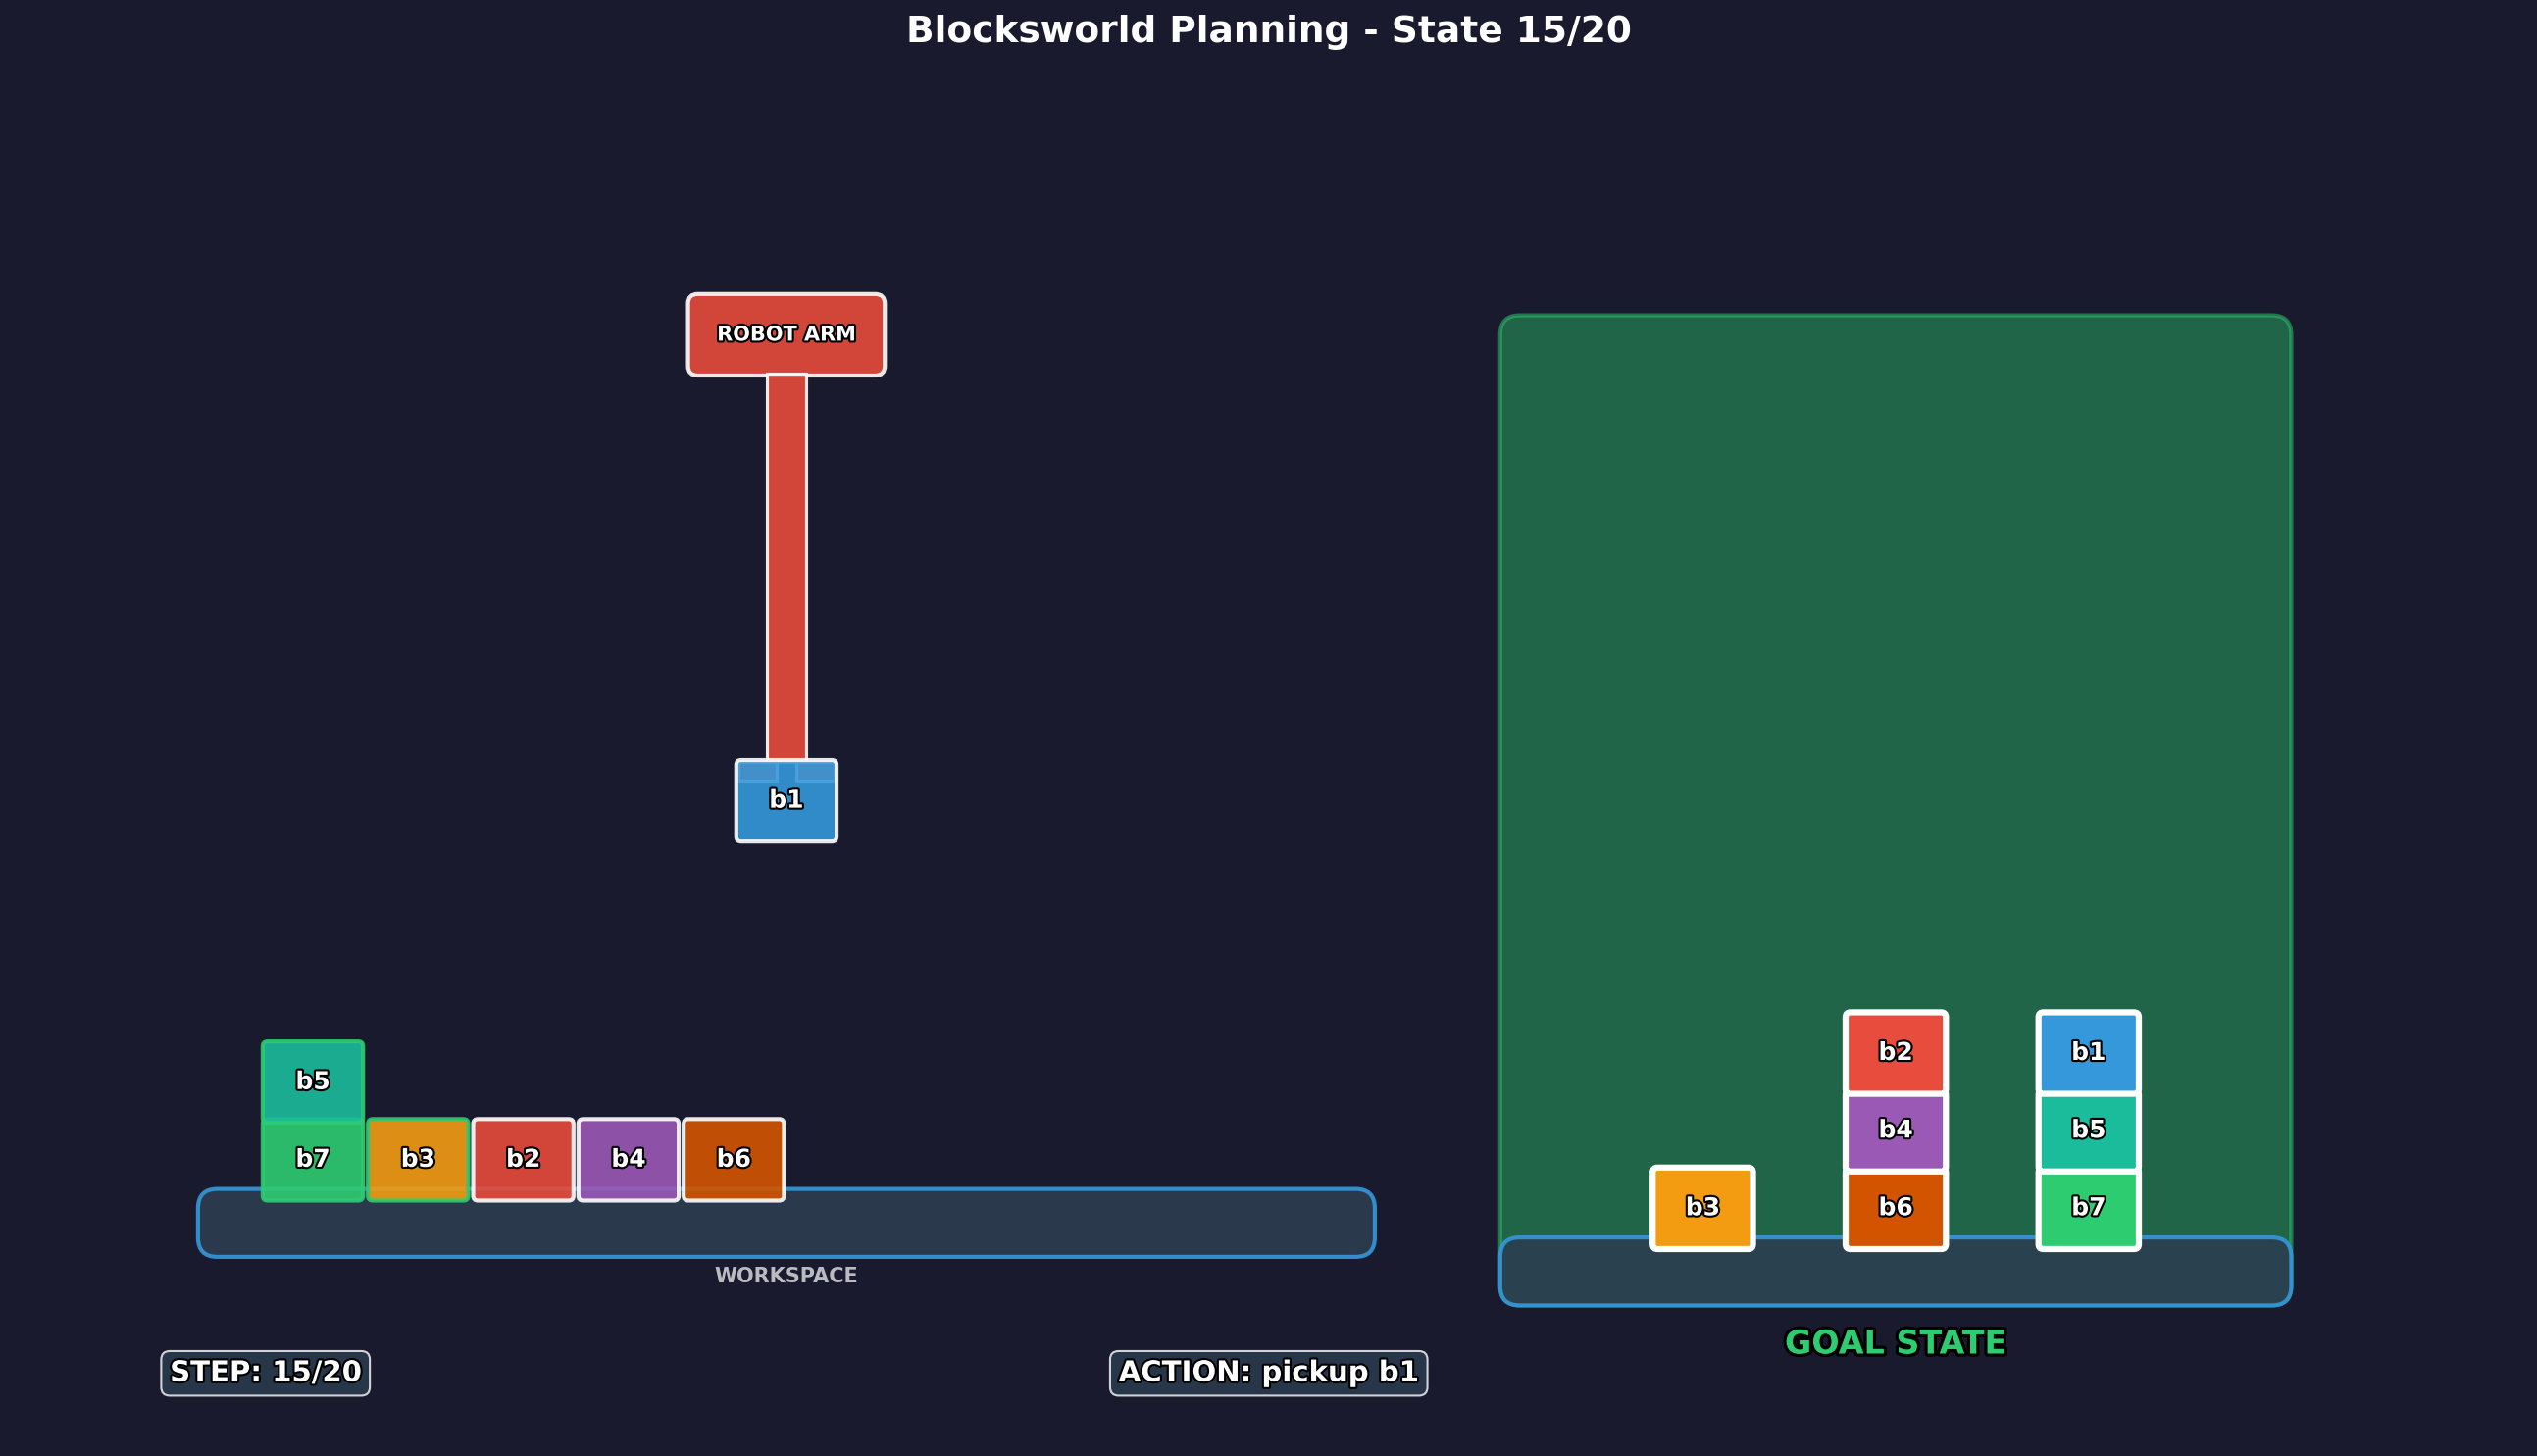 Blocksworld Planning - State 15/20
ROBOT ARM
b1
b5
b7
b3
b2
b4
b6
WORKSPACE
b2
b1
b4
b5
b3
b6
b7
GOAL STATE
STEP: 15/20
ACTION: pickup b1